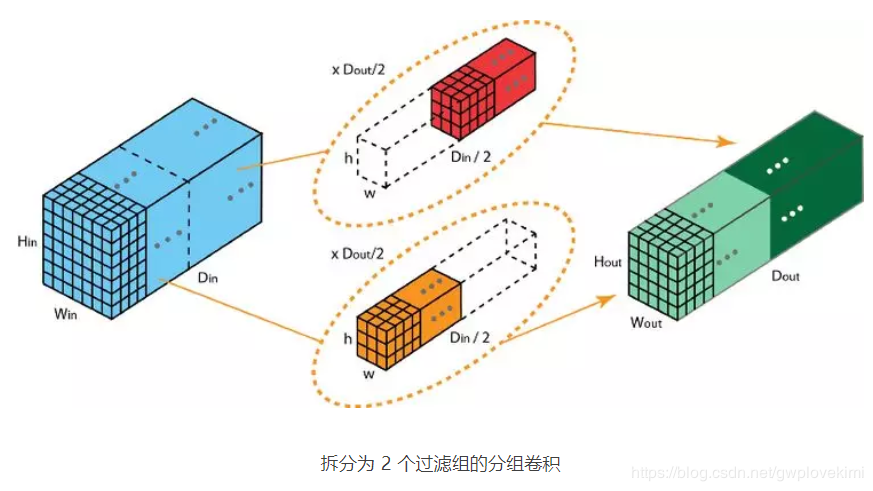 x Dout/2
h
w
Din / 2
Hin
Win
Din
x Dout/2
h
w
Din / 2
Hout
Wout
Dout
拆分为 2 个过滤组的分组卷积
https://blog.csdn.net/gwplovekimi